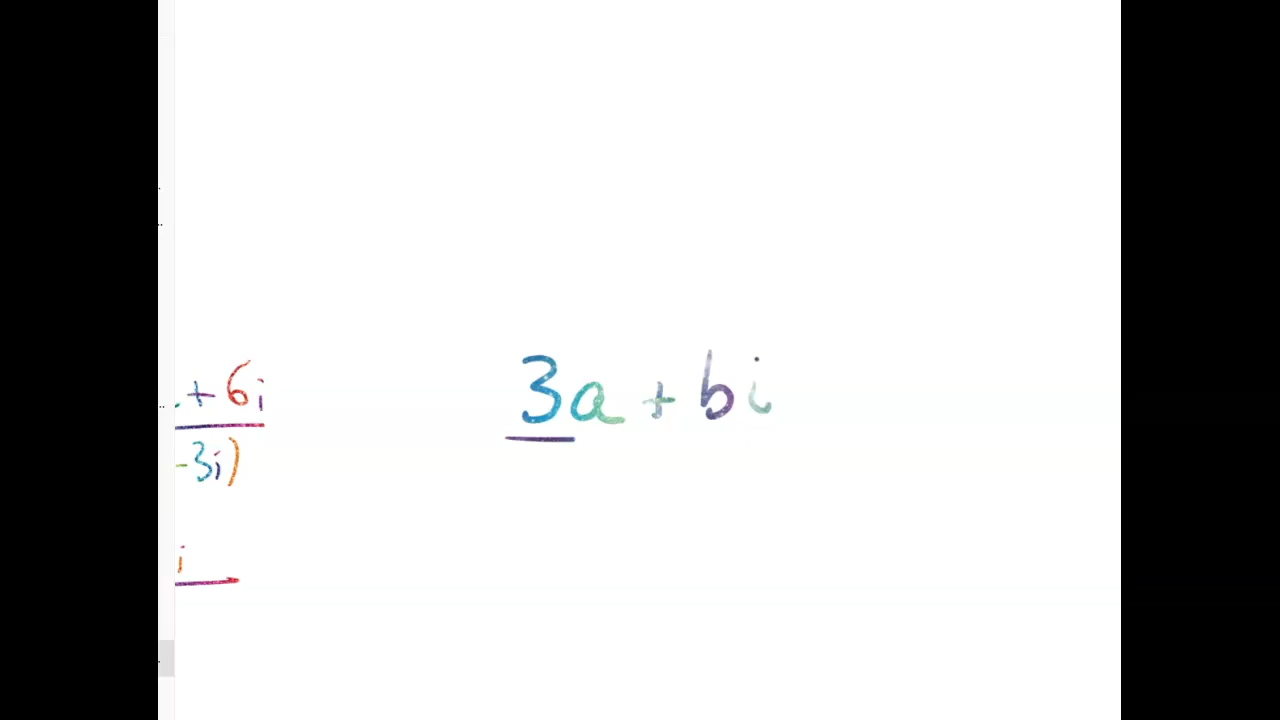 + 6i
-3i)
i
3a + bi